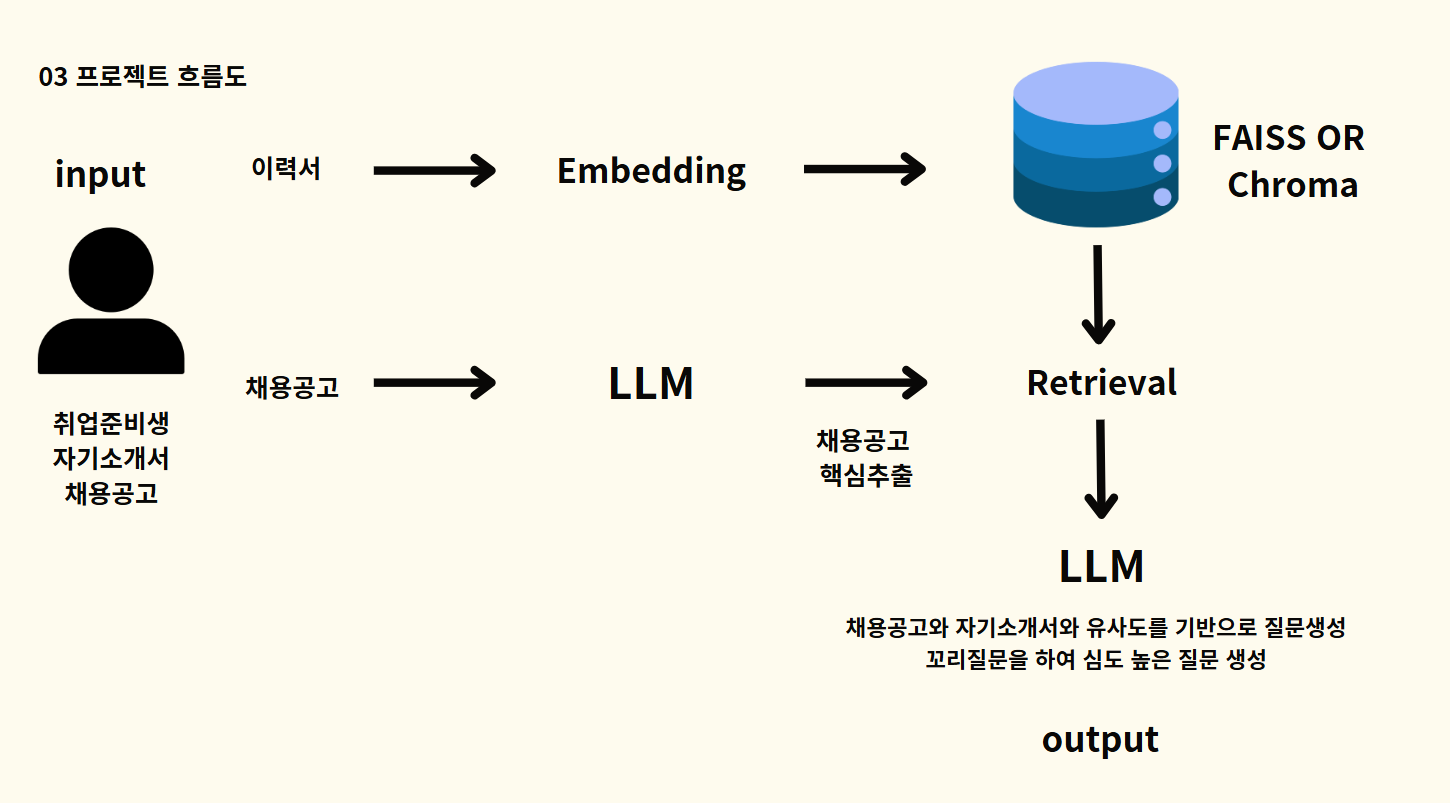 03 프로젝트 흐름도
input
이력서
Embedding
FAISS OR
Chroma
채용공고
LLM
채용공고
핵심추출
Retrieval
취업준비생
자기소개서
채용공고
LLM
채용공고와 자기소개서와 유사도를 기반으로 질문생성
꼬리질문을 하여 심도 높은 질문 생성
output